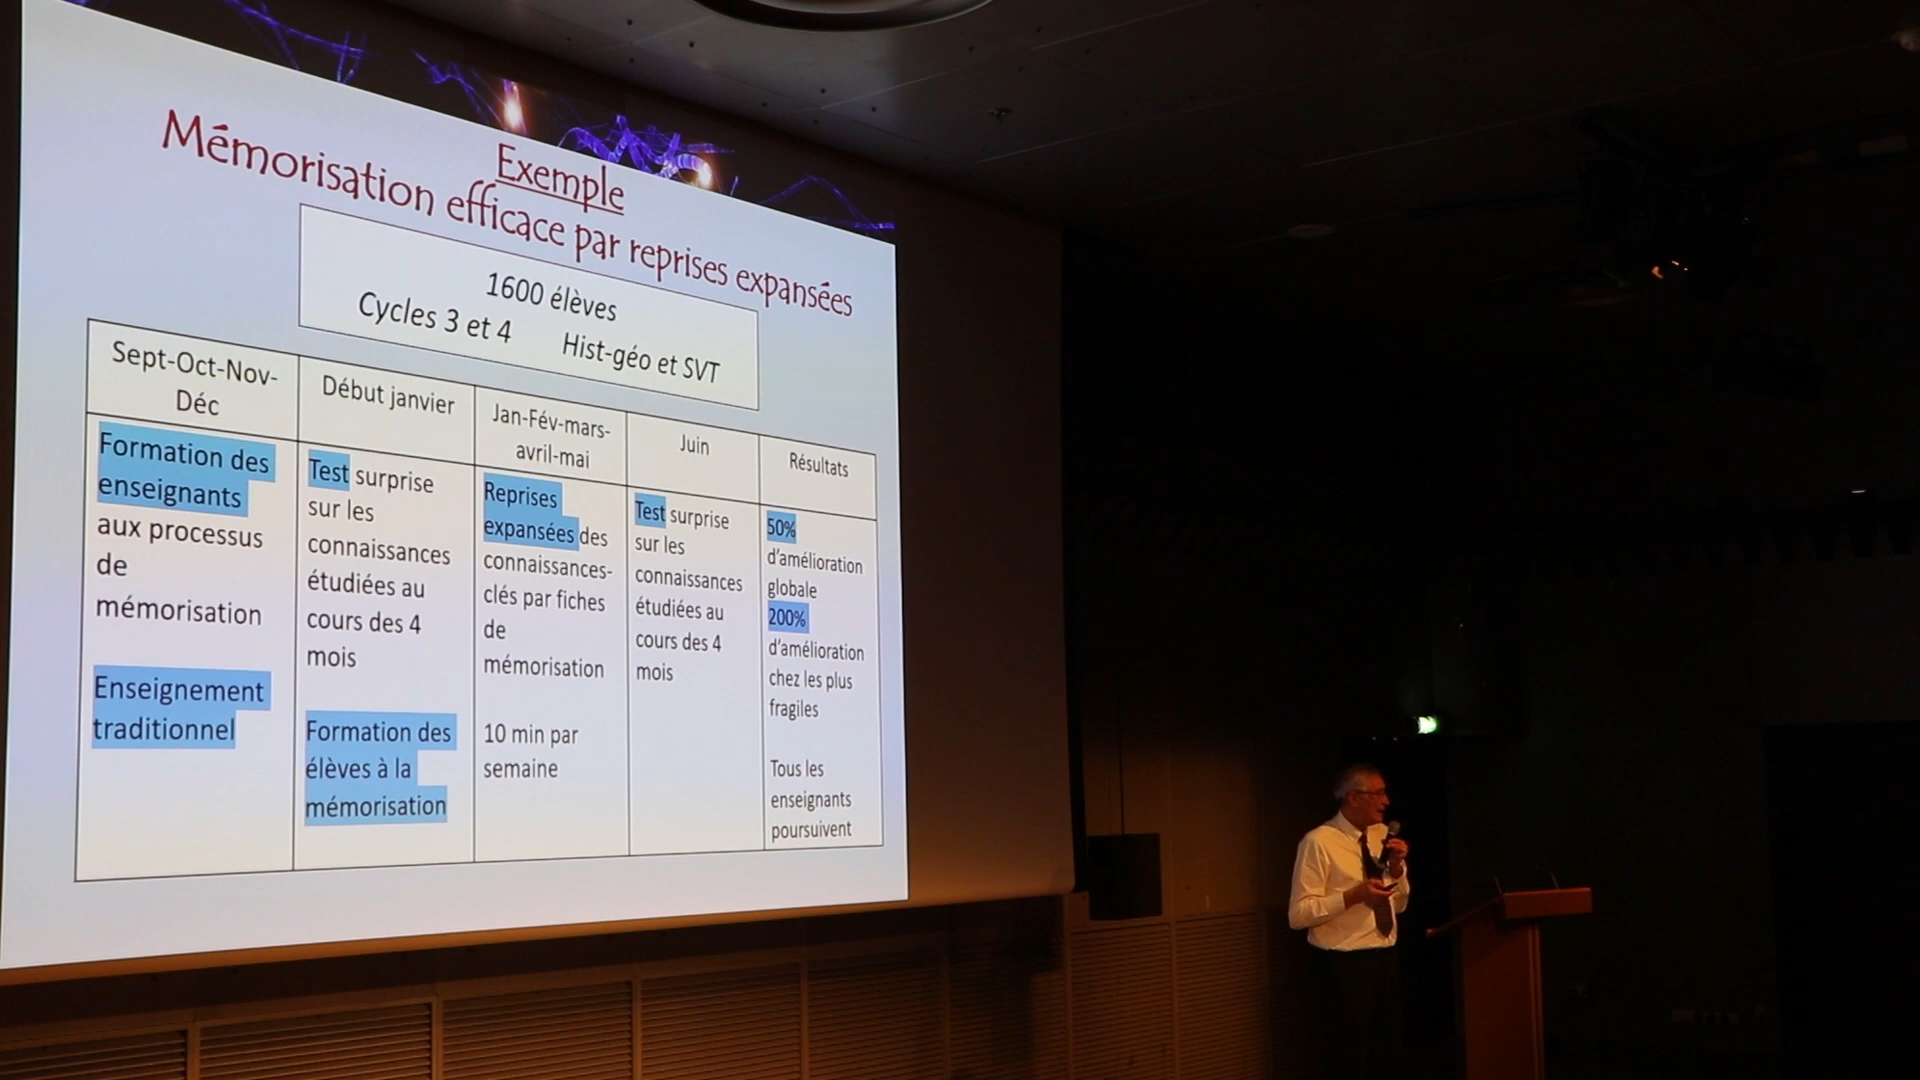 Exemple
Mémorisation efficace par reprises expansées
1600 élèves
Cycles 3 et 4 Hist-géo et SVT
Sept-Oct-Nov-
Déc
Formation des
enseignants
aux processus
de
mémorisation
Enseignement
traditionnel
Début janvier
Test surprise
sur les
connaissances
étudiées au
cours des 4
mois
Formation des
élèves à la
mémorisation
Jan-Fév-mars-
avril-mai
Reprises
expansées des
connaissances-
clés par fiches
de
mémorisation
10 min par
semaine
Juin
Test surprise
sur les
connaissances
étudiées au
cours des 4
mois
Résultats
50%
d'amélioration
globale
200%
d'amélioration
chez les plus
fragiles
Tous les
enseignants
poursuivent